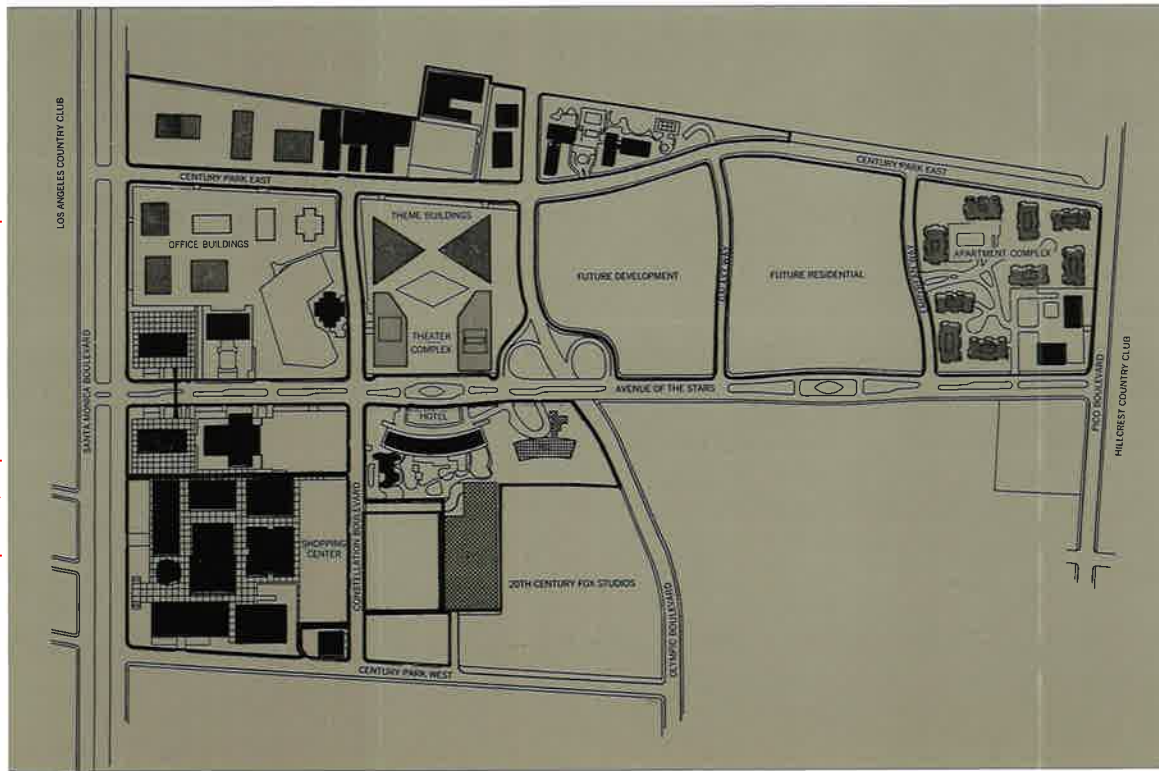 LOS ANGELES COUNTRY CLUB
SANTA MONICA BOULEVARD
CENTURY PARK EAST
CENTURY PARK EAST
OFFICE BUILDINGS
THEME BUILDINGS
THEATER
COMPLEX
FUTURE DEVELOPMENT
GALAXY WAY
FUTURE RESIDENTIAL
APARTMENT COMPLEX
AVENUE OF THE STARS
HOTEL
PICO BOULEVARD
HILLCREST COUNTRY CLUB
SHOPPING
CENTER
CONSTELLATION BOULEVARD
20TH CENTURY FOX STUDIOS
OLYMPIC BOULEVARD
CENTURY PARK WEST